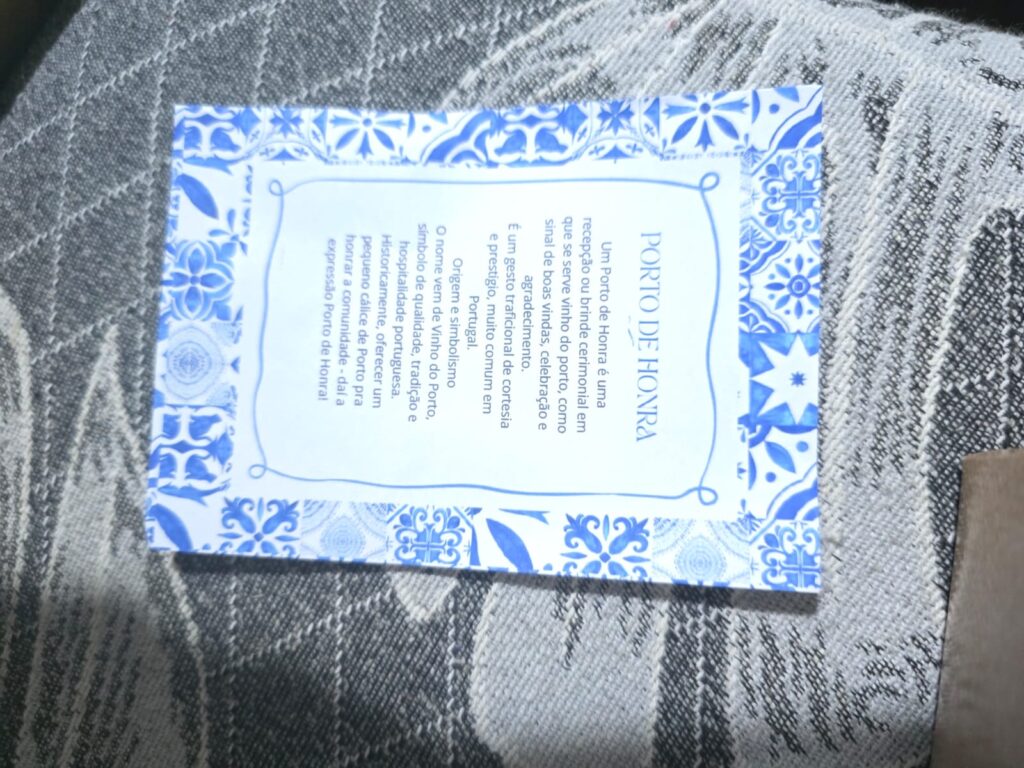 PORTO DE HONRA
Um Porto de Honra é uma
recepção ou brinde cerimonial em
que se serve vinho do porto, como
sinal de boas vindas, celebração e
agradecimento.
É um gesto traficional de cortesia
e prestigio, muito comum em
Portugal.
Origem e simbolismo
O nome vem de Vinho do Porto,
símbolo de qualidade, tradição e
hospitalidade portuguesa.
Historicamente, oferecer um
pequeno cálice de Porto pra
honrar a comunidade - daí a
expressão Porto de Honra!